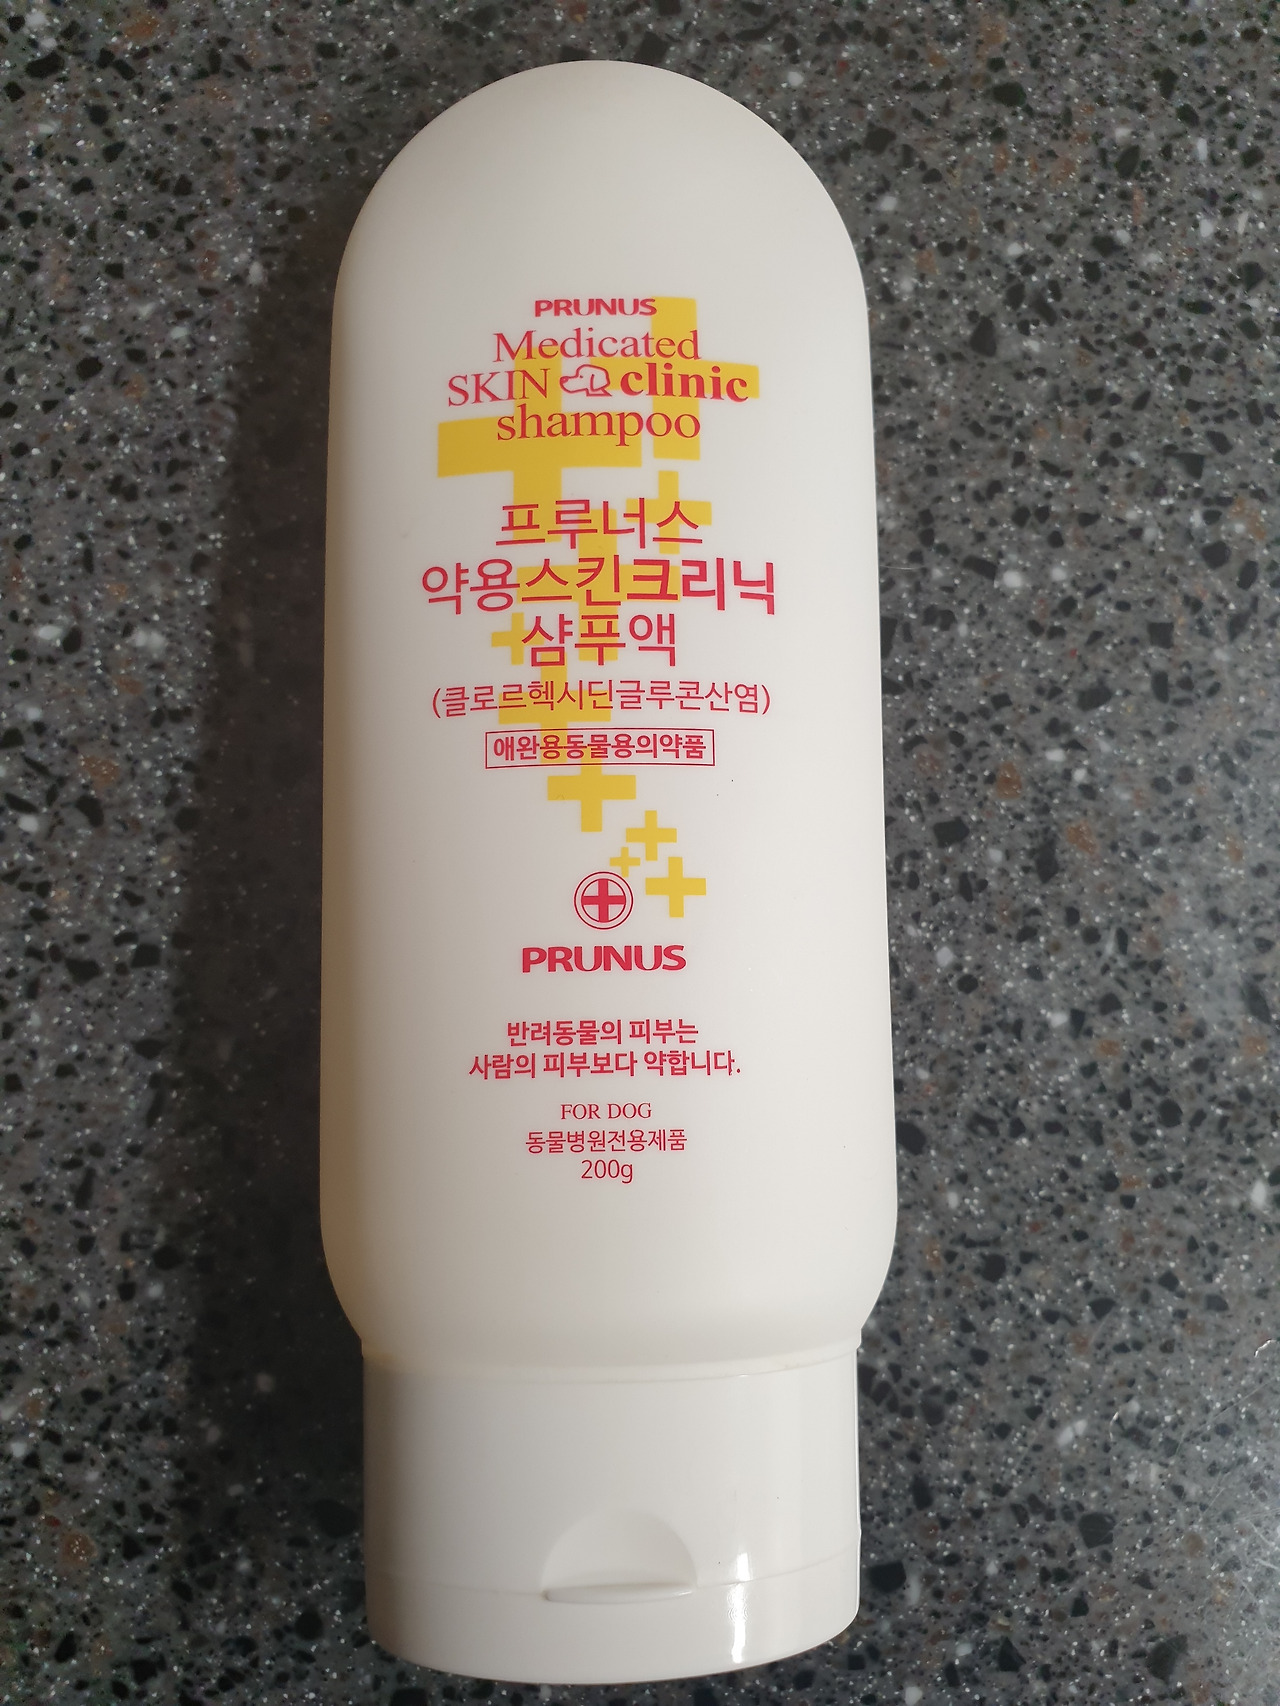 PRUNUS
Medicated
SKIN clinic
shampoo
프루너스
약용스킨크리닉
샴푸액
(클로르헥시딘글루콘산염)
애완용동물용의약품
PRUNUS
반려동물의 피부는
사람의 피부보다 약합니다.
FOR DOG
동물병원전용제품
200g